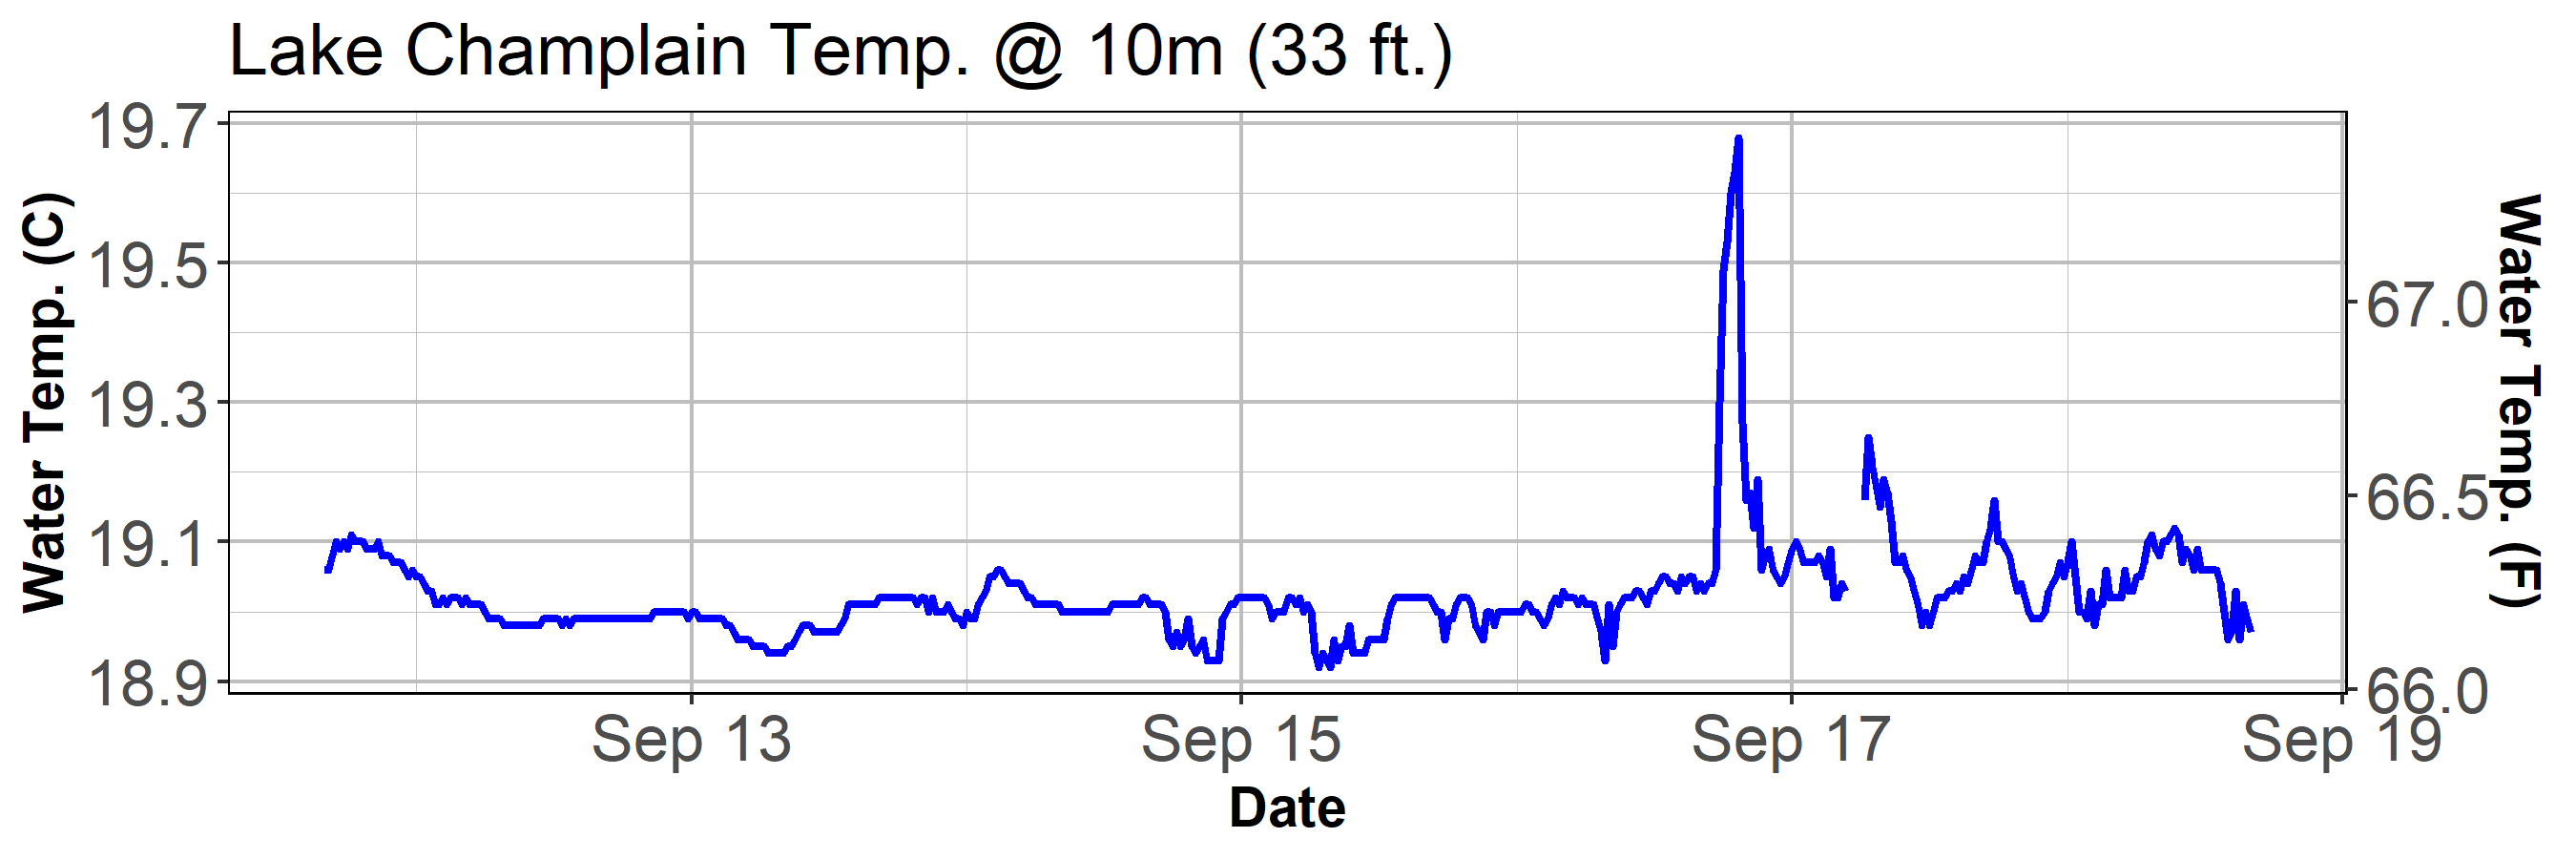 Lake Champlain Temp. @ 10m (33 ft.)
Water Temp. (C)
19.7
19.5
19.3
19.1
18.9
67.0
66.5
66.0
Water Temp. (F)
Sep 13 Sep 15 Sep 17 Sep 19
Date